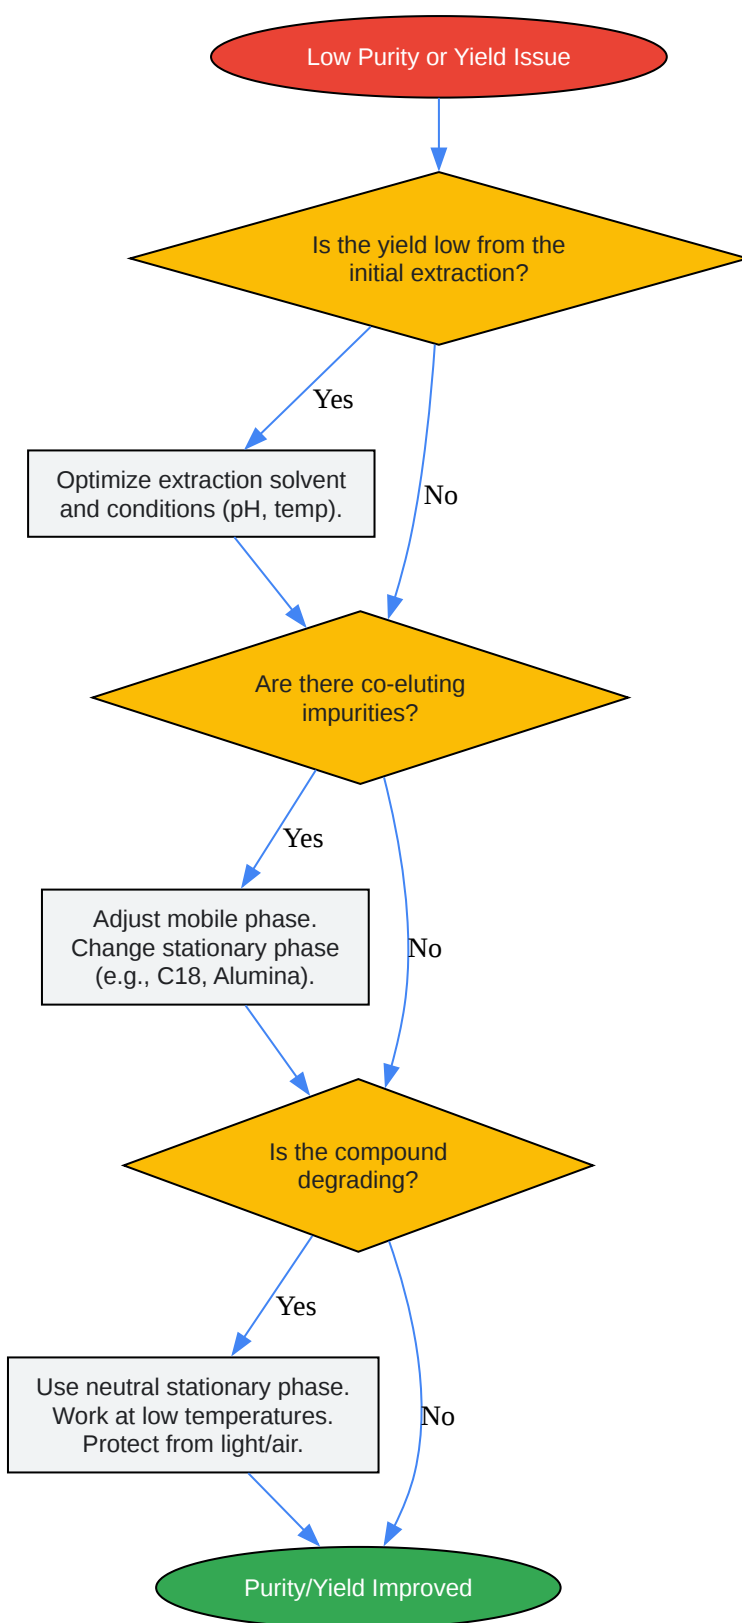 Low Purity or Yield Issue
Is the yield low from the
initial extraction?
Yes
Optimize extraction solvent
and conditions (pH, temp).
No
Are there co-eluting
impurities?
Yes
Adjust mobile phase.
Change stationary phase
(e.g., C18, Alumina).
No
Is the compound
degrading?
Yes
Use neutral stationary phase.
Work at low temperatures.
Protect from light/air.
No
Purity/Yield Improved